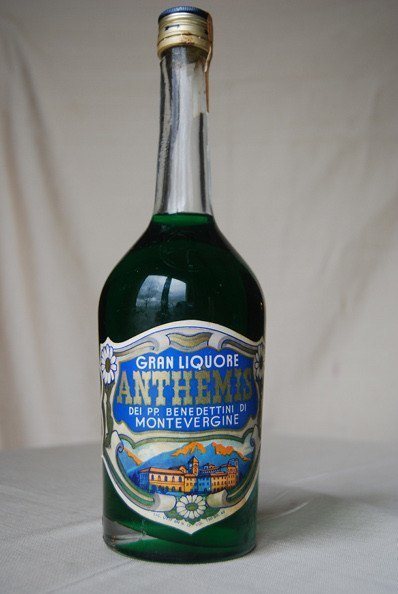 GRAN LIQUORE
ANTHEMIS
DEI PP. BENEDETTINI DI
MONTEVERGINE